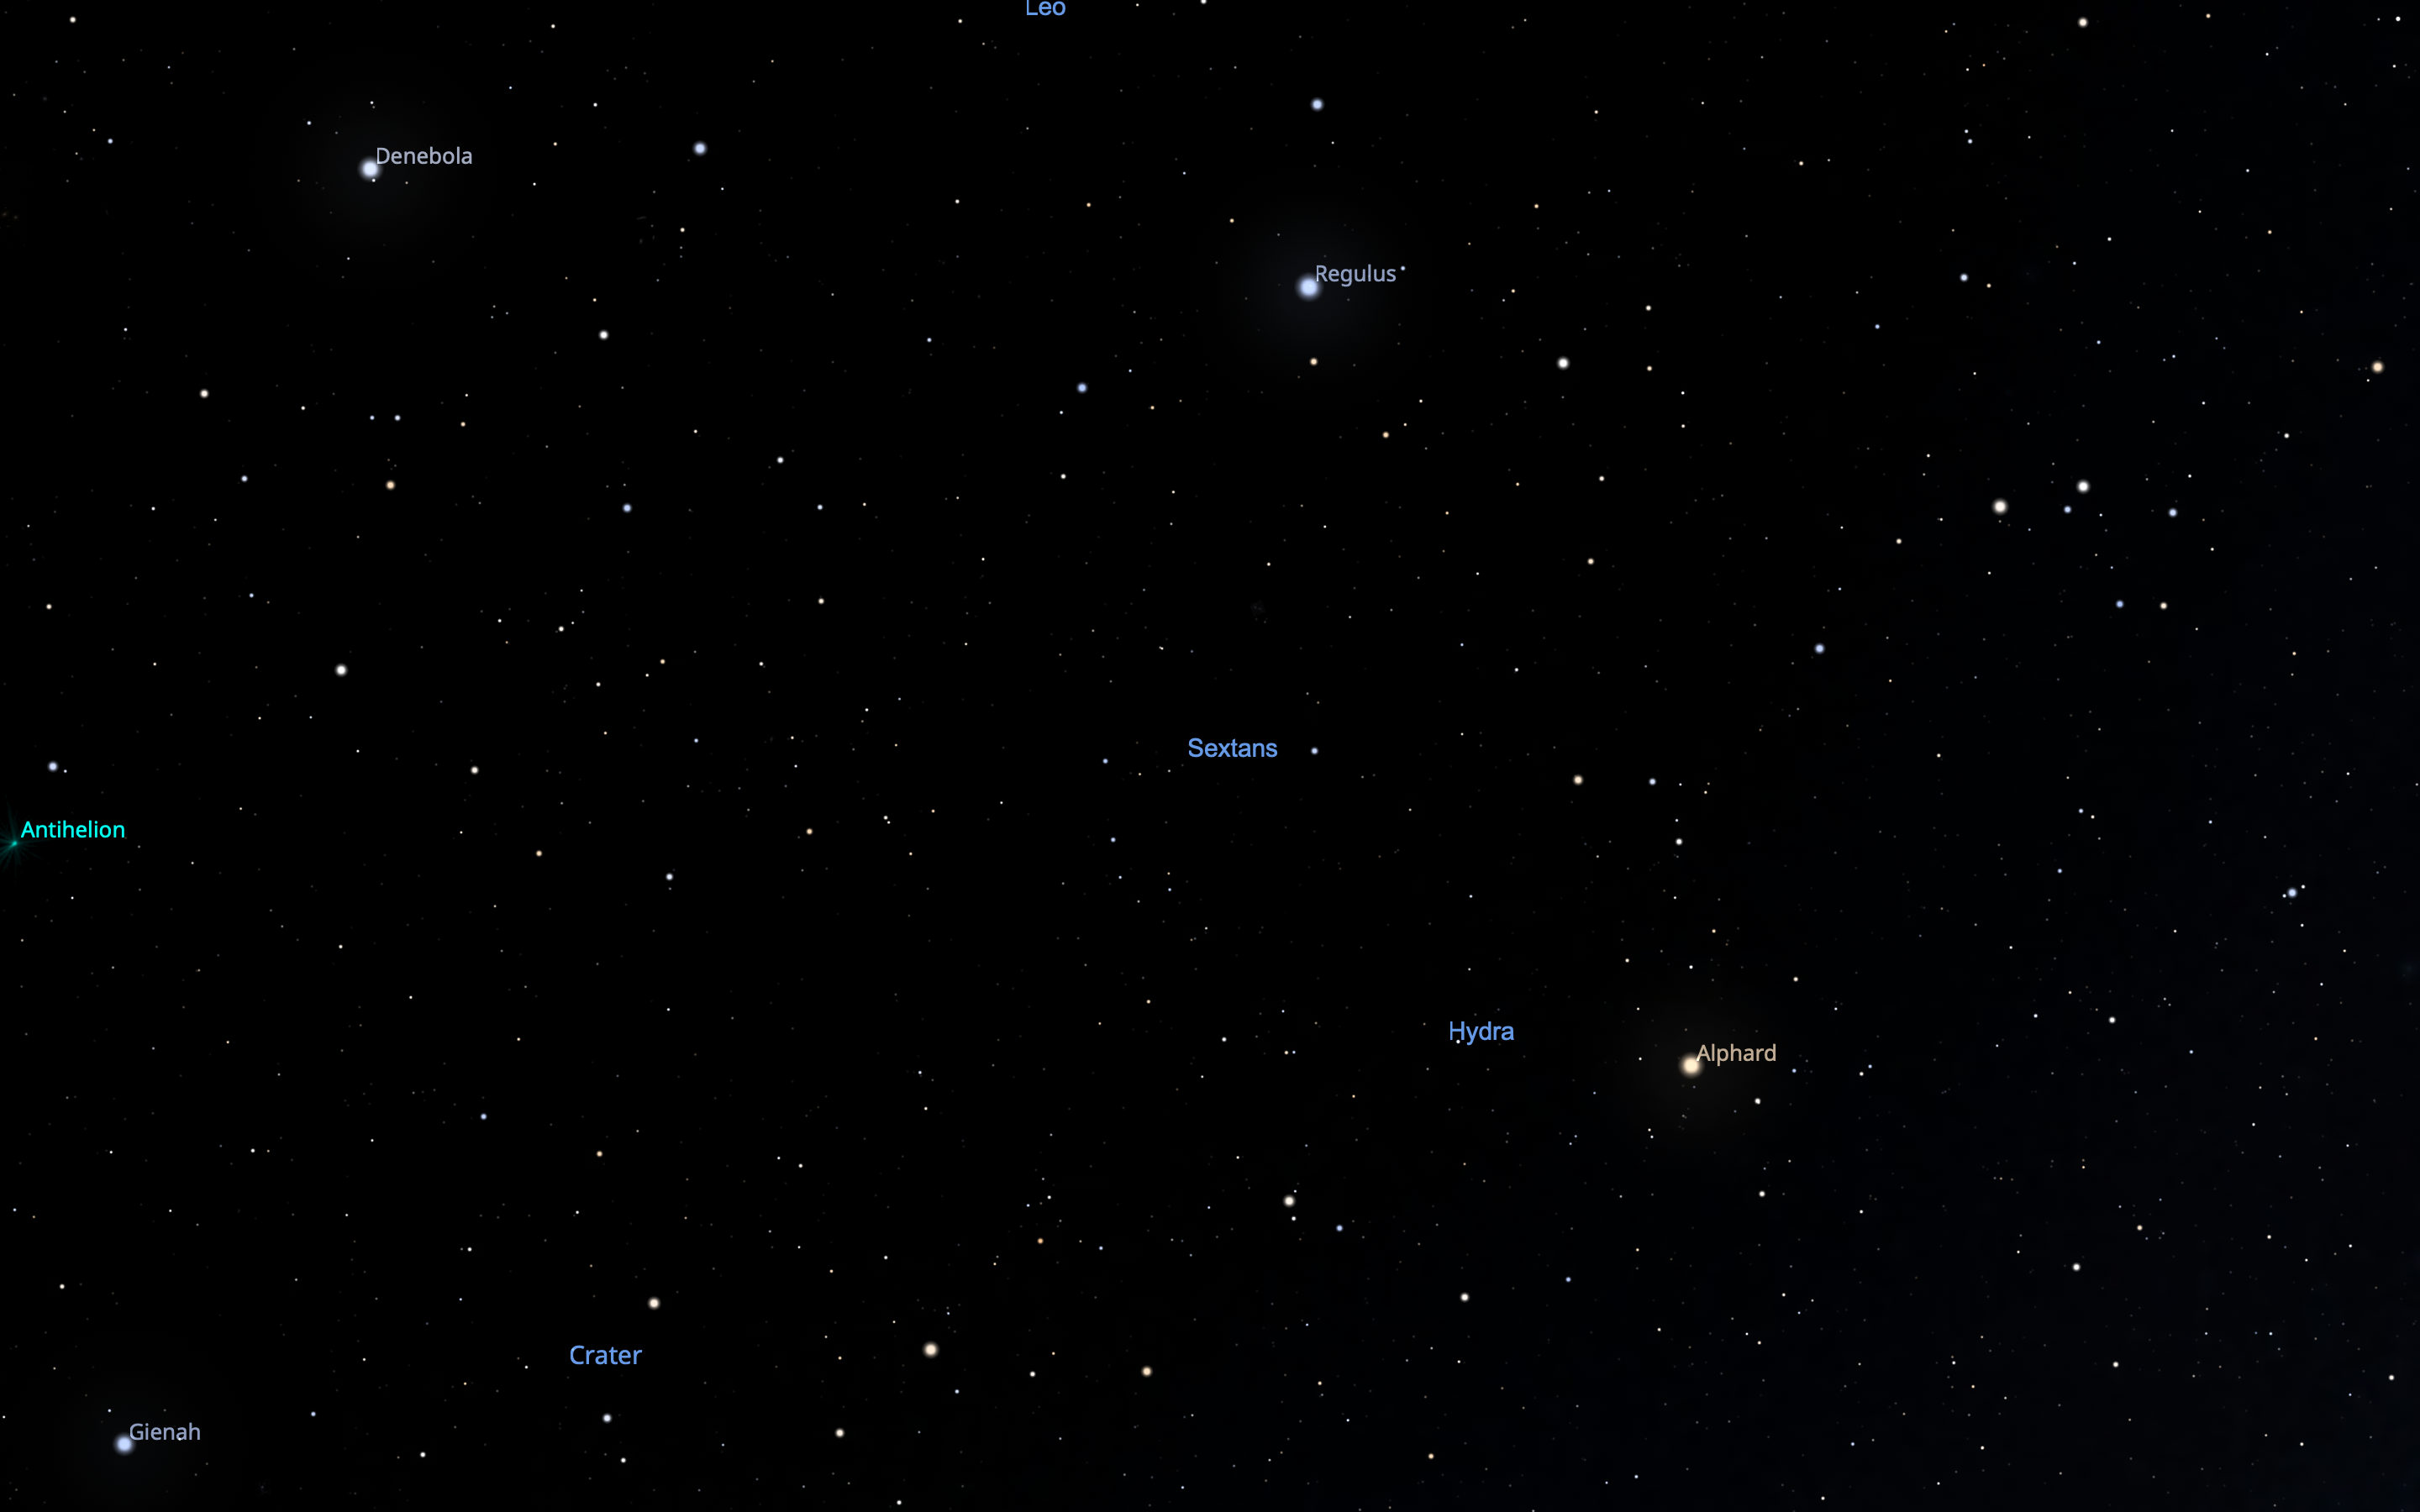 Leo
Denebola
Regulus
Sextans
Antihelion
Hydra
Alphard
Crater
Gienah